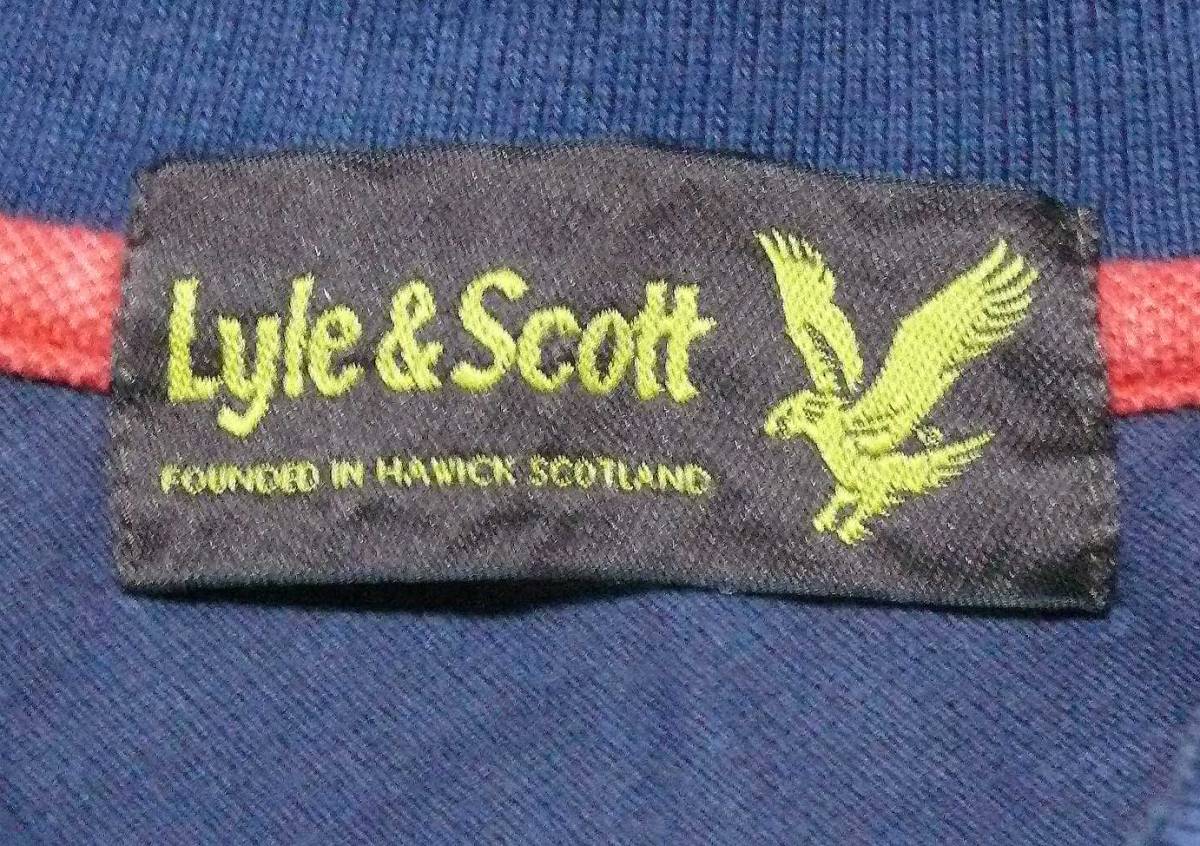 Lyle & Scott
FOUNDED IN HAWICK SCOTLAND